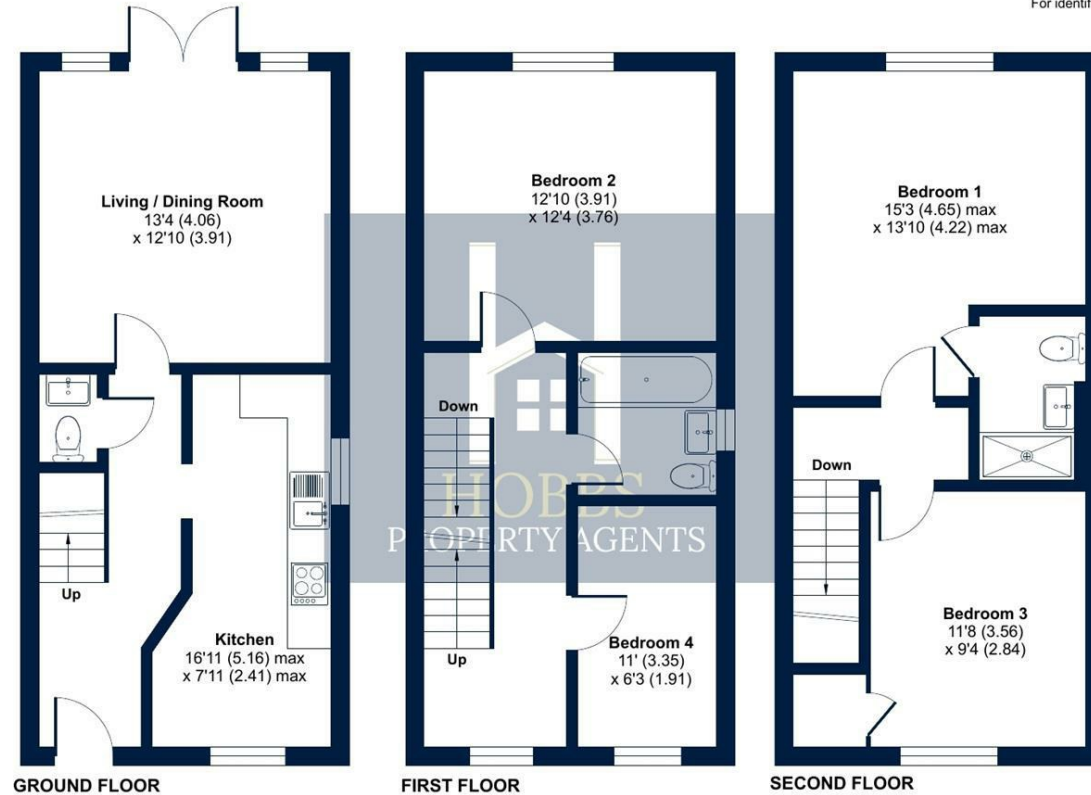 For identif
Living / Dining Room
13'4 (4.06)
x 12'10 (3.91)
Up
Kitchen
16'11 (5.16) max
x 7'11 (2.41) max
GROUND FLOOR
Bedroom 2
12'10 (3.91)
x 12'4 (3.76)
Down
HOBBS
PROPERTY AGENTS
Up
Bedroom 4
11' (3.35)
x 6'3 (1.91)
FIRST FLOOR
Bedroom 1
15'3 (4.65) max
x 13'10 (4.22) max
Down
Bedroom 3
11'8 (3.56)
x 9'4 (2.84)
SECOND FLOOR